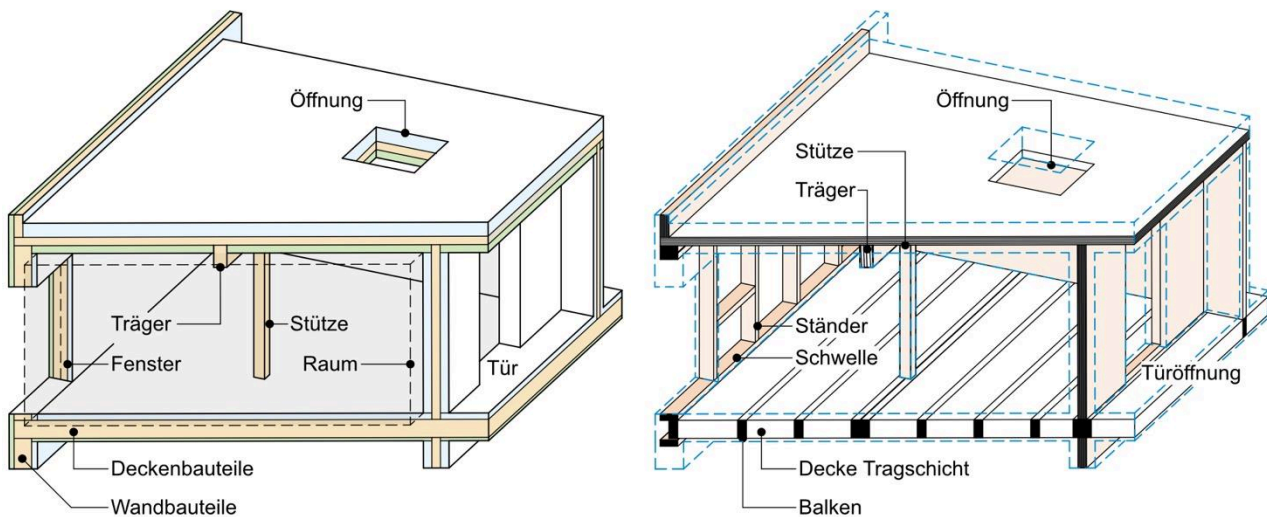 Öffnung
Träger
Stütze
Fenster
Raum
Tür
Deckenbauteile
Wandbauteile
Öffnung
Stütze
Träger
Ständer
Schwelle
Türöffnung
Decke Tragschicht
Balken